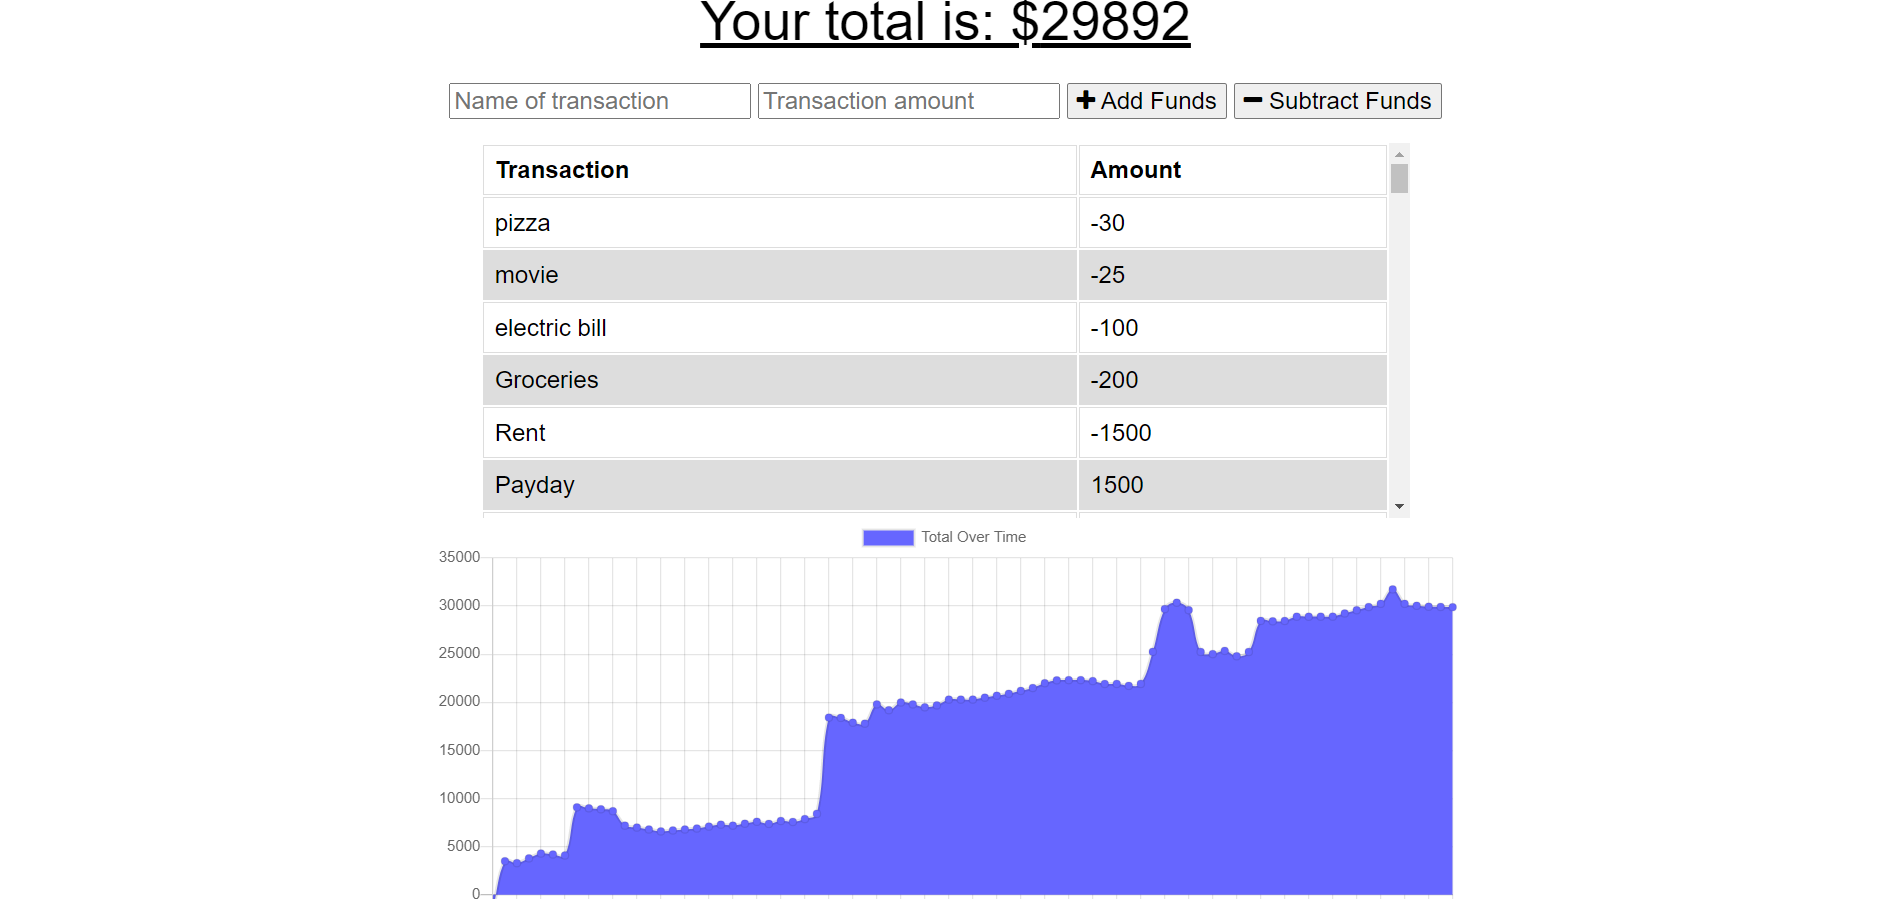 Your total is: $29892
Name of transaction Transaction amount + Add Funds − Subtract Funds
Transaction Amount
pizza -30
movie -25
electric bill -100
Groceries -200
Rent -1500
Payday 1500
Total Over Time
35000
30000
25000
20000
15000
10000
5000
0